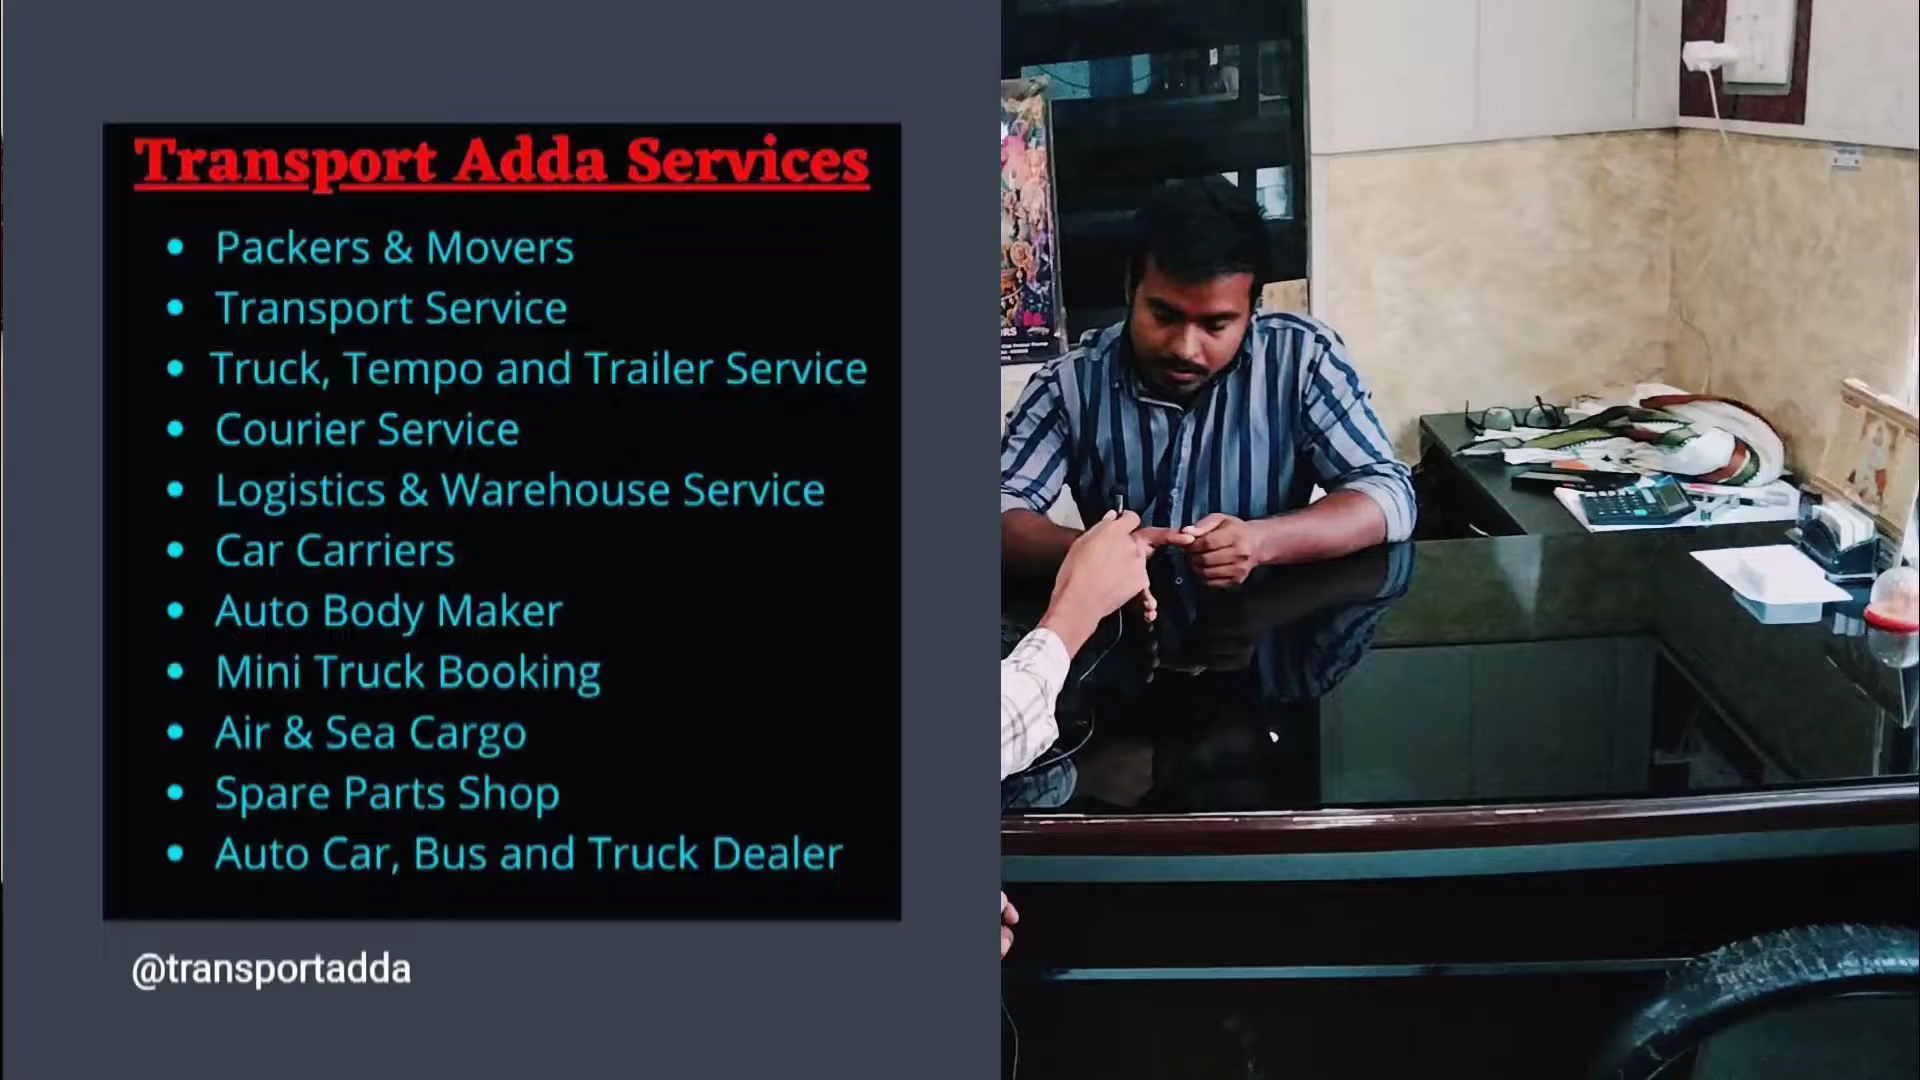 Transport Adda Services
• Packers & Movers
• Transport Service
• Truck, Tempo and Trailer Service
• Courier Service
• Logistics & Warehouse Service
• Car Carriers
• Auto Body Maker
• Mini Truck Booking
• Air & Sea Cargo
• Spare Parts Shop
• Auto Car, Bus and Truck Dealer
@transportadda